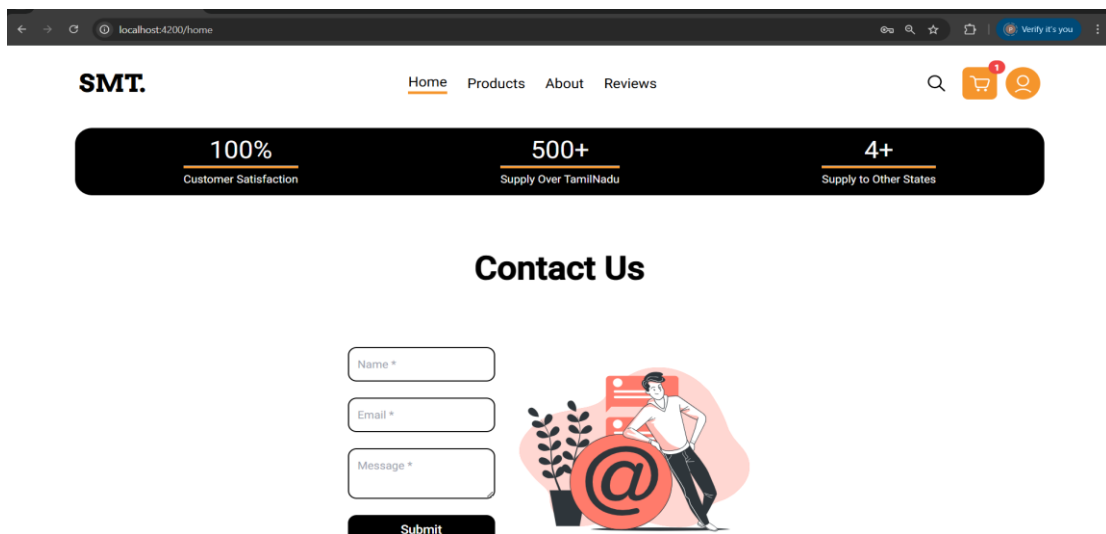 localhost:4200/home
Verify it's you
SMT.
Home Products About Reviews
1
100% 500+ 4+
Customer Satisfaction Supply Over TamilNadu Supply to Other States
Contact Us
Name *
Email *
Message *
@
Submit